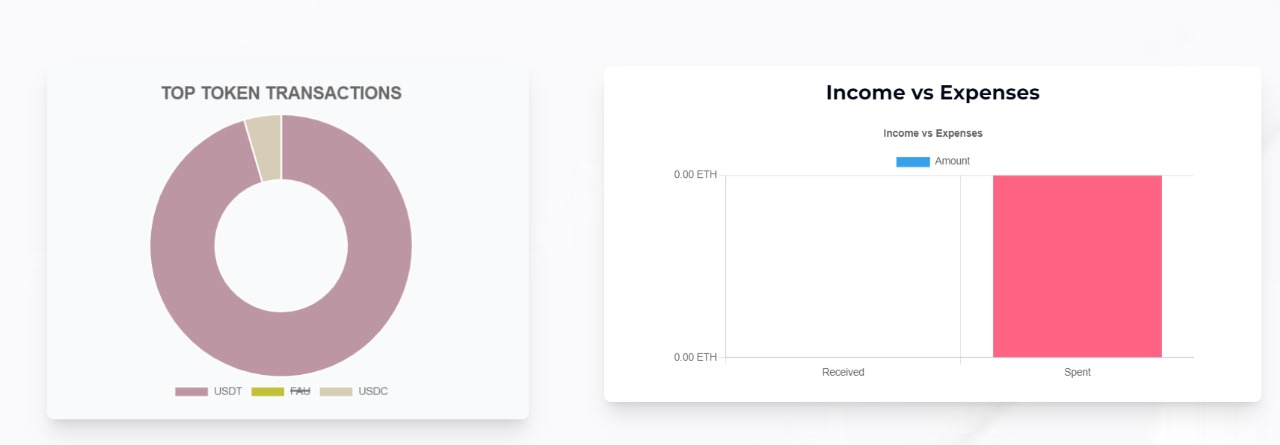 TOP TOKEN TRANSACTIONS
USDT FAU USDC
Income vs Expenses
Income vs Expenses
Amount
0.00 ETH
0.00 ETH
Received Spent